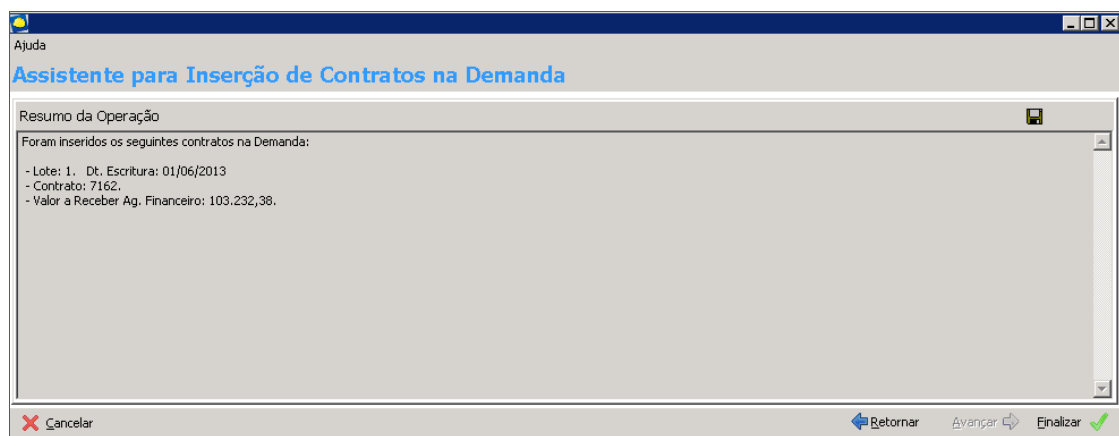 Ajuda
Assistente para Inserção de Contratos na Demanda
Resumo da Operação
Foram inseridos os seguintes contratos na Demanda:
- Lote: 1.   Dt. Escritura: 01/06/2013
- Contrato: 7162.
- Valor a Receber Ag. Financeiro: 103.232,38.
Cancelar Retornar Avançar Finalizar